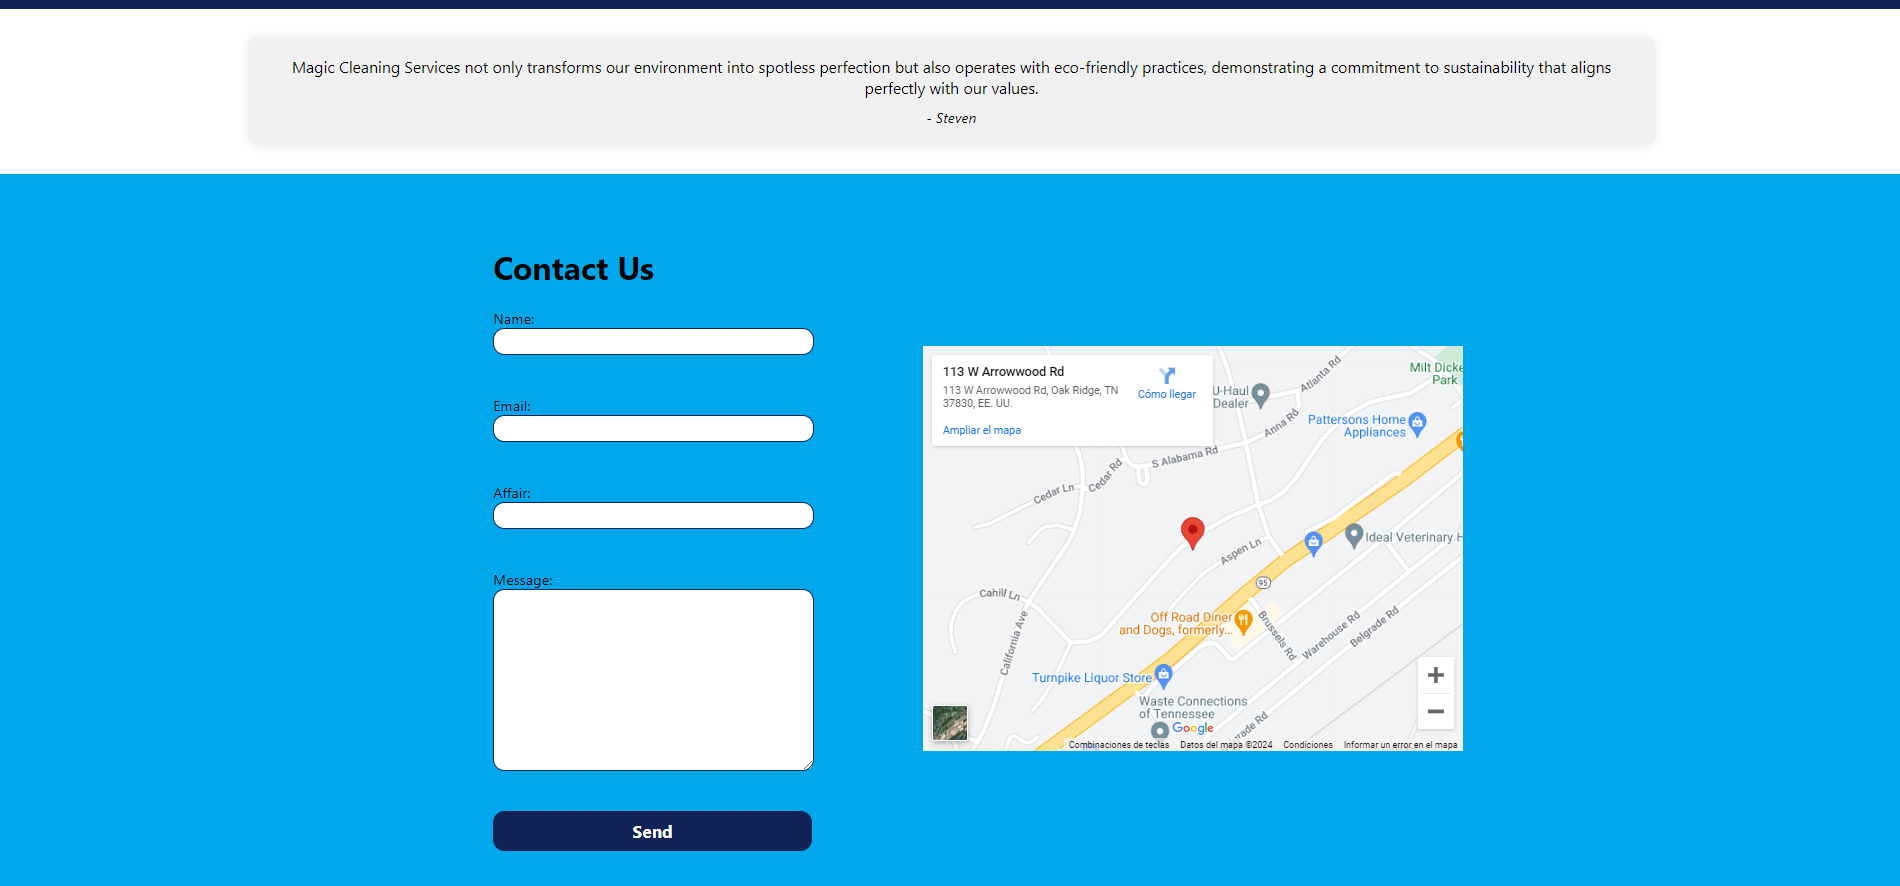 Magic Cleaning Services not only transforms our environment into spotless perfection but also operates with eco-friendly practices, demonstrating a commitment to sustainability that aligns
perfectly with our values.
- Steven
Contact Us
Name:
Email:
Affair:
Message:
Send
113 W Arrowwood Rd
113 W Arrowwood Rd, Oak Ridge, TN
37830, EE. UU.
Cómo llegar
Ampliar el mapa
U-Haul
Dealer
Atlanta Rd
Milt Dicke
Park
Anna Rd
Pattersons Home
Appliances
S Alabama Rd
Cedar Rd
Cedar Ln
Aspen Ln
Ideal Veterinary H
95
Cahill Ln
California Ave
Off Road Diner
and Dogs, formerly...
Brussels Rd
Warehouse Rd
Belgrade Rd
Turnpike Liquor Store
Waste Connections
of Tennessee
Google
grade Rd
Combinaciones de teclas
Datos del mapa ©2024
Condiciones
Informar un error en el mapa